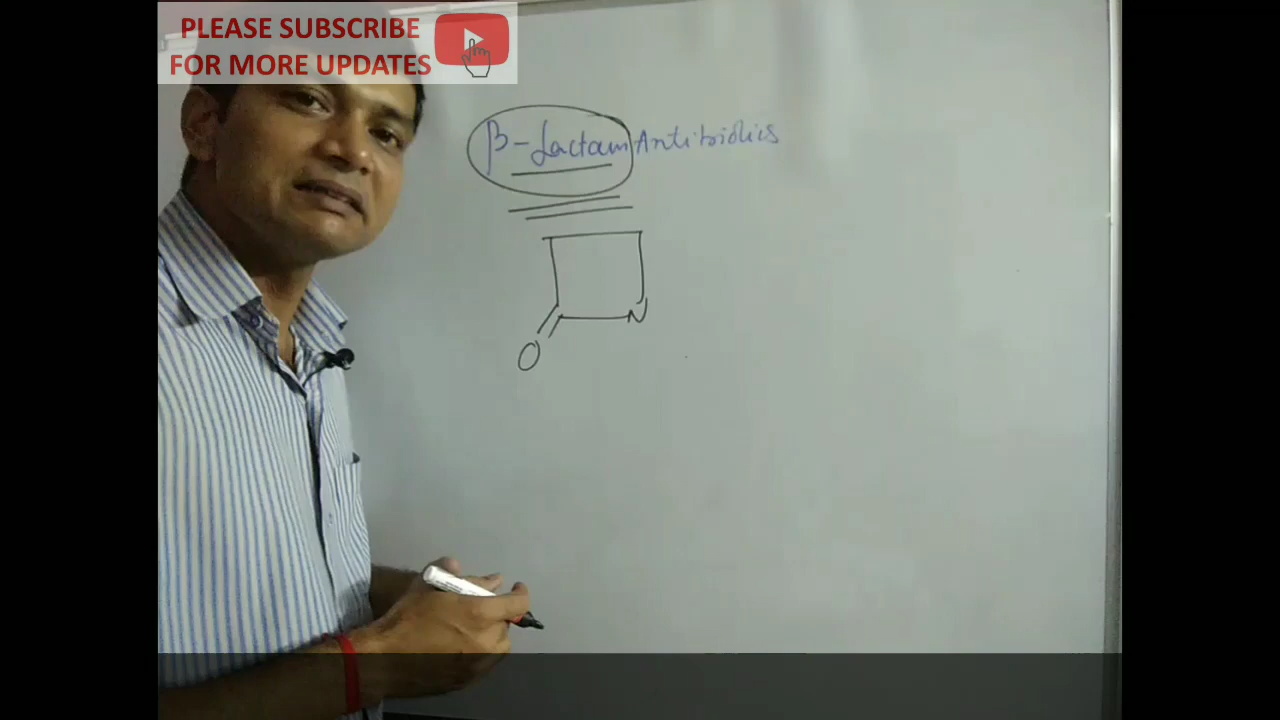 PLEASE SUBSCRIBE
FOR MORE UPDATES
β-Lactam Antibiotics
N
O